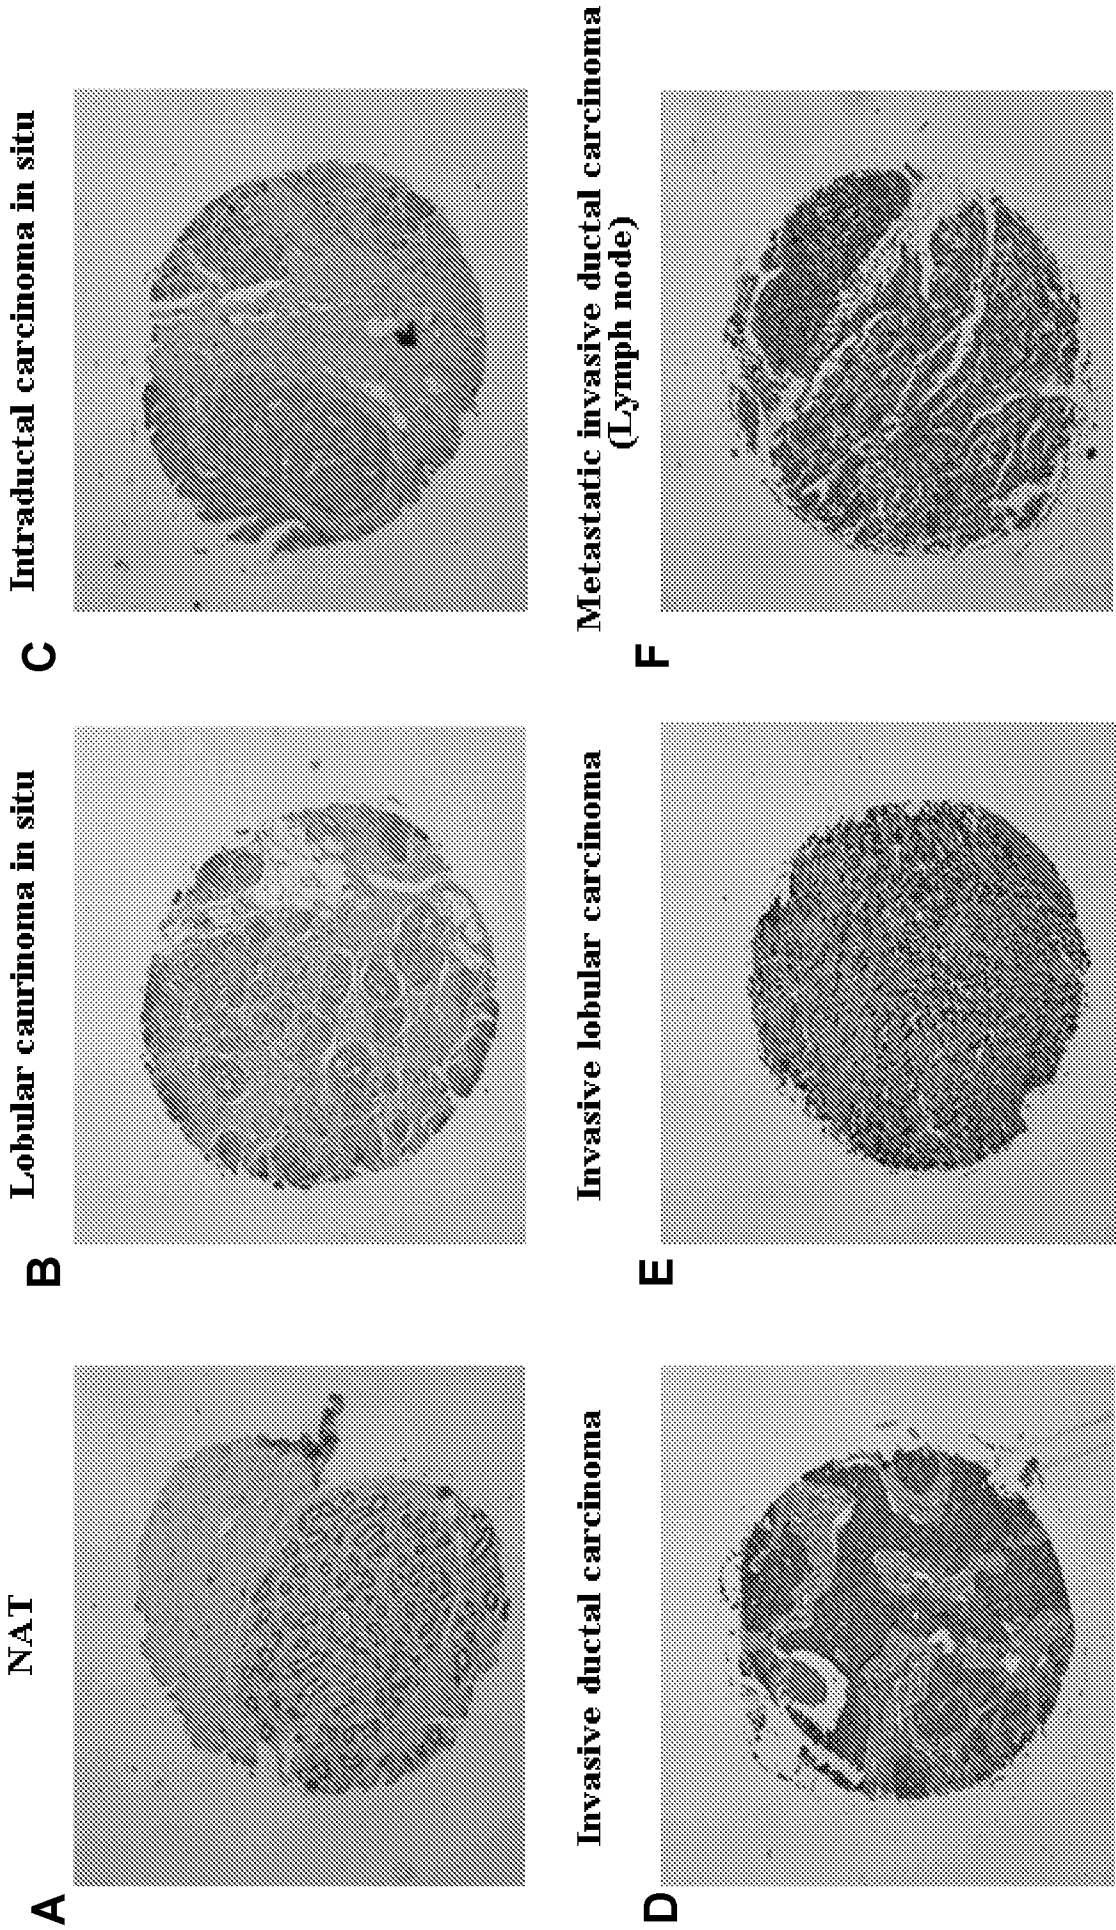 A
NAT
B
Lobular canrinoma in situ
C
Intraductal carcinoma in situ
D
Invasive ductal carcinoma
E
Invasive lobular carcinoma
F
Metastatic invasive ductal carcinoma
(Lymph node)